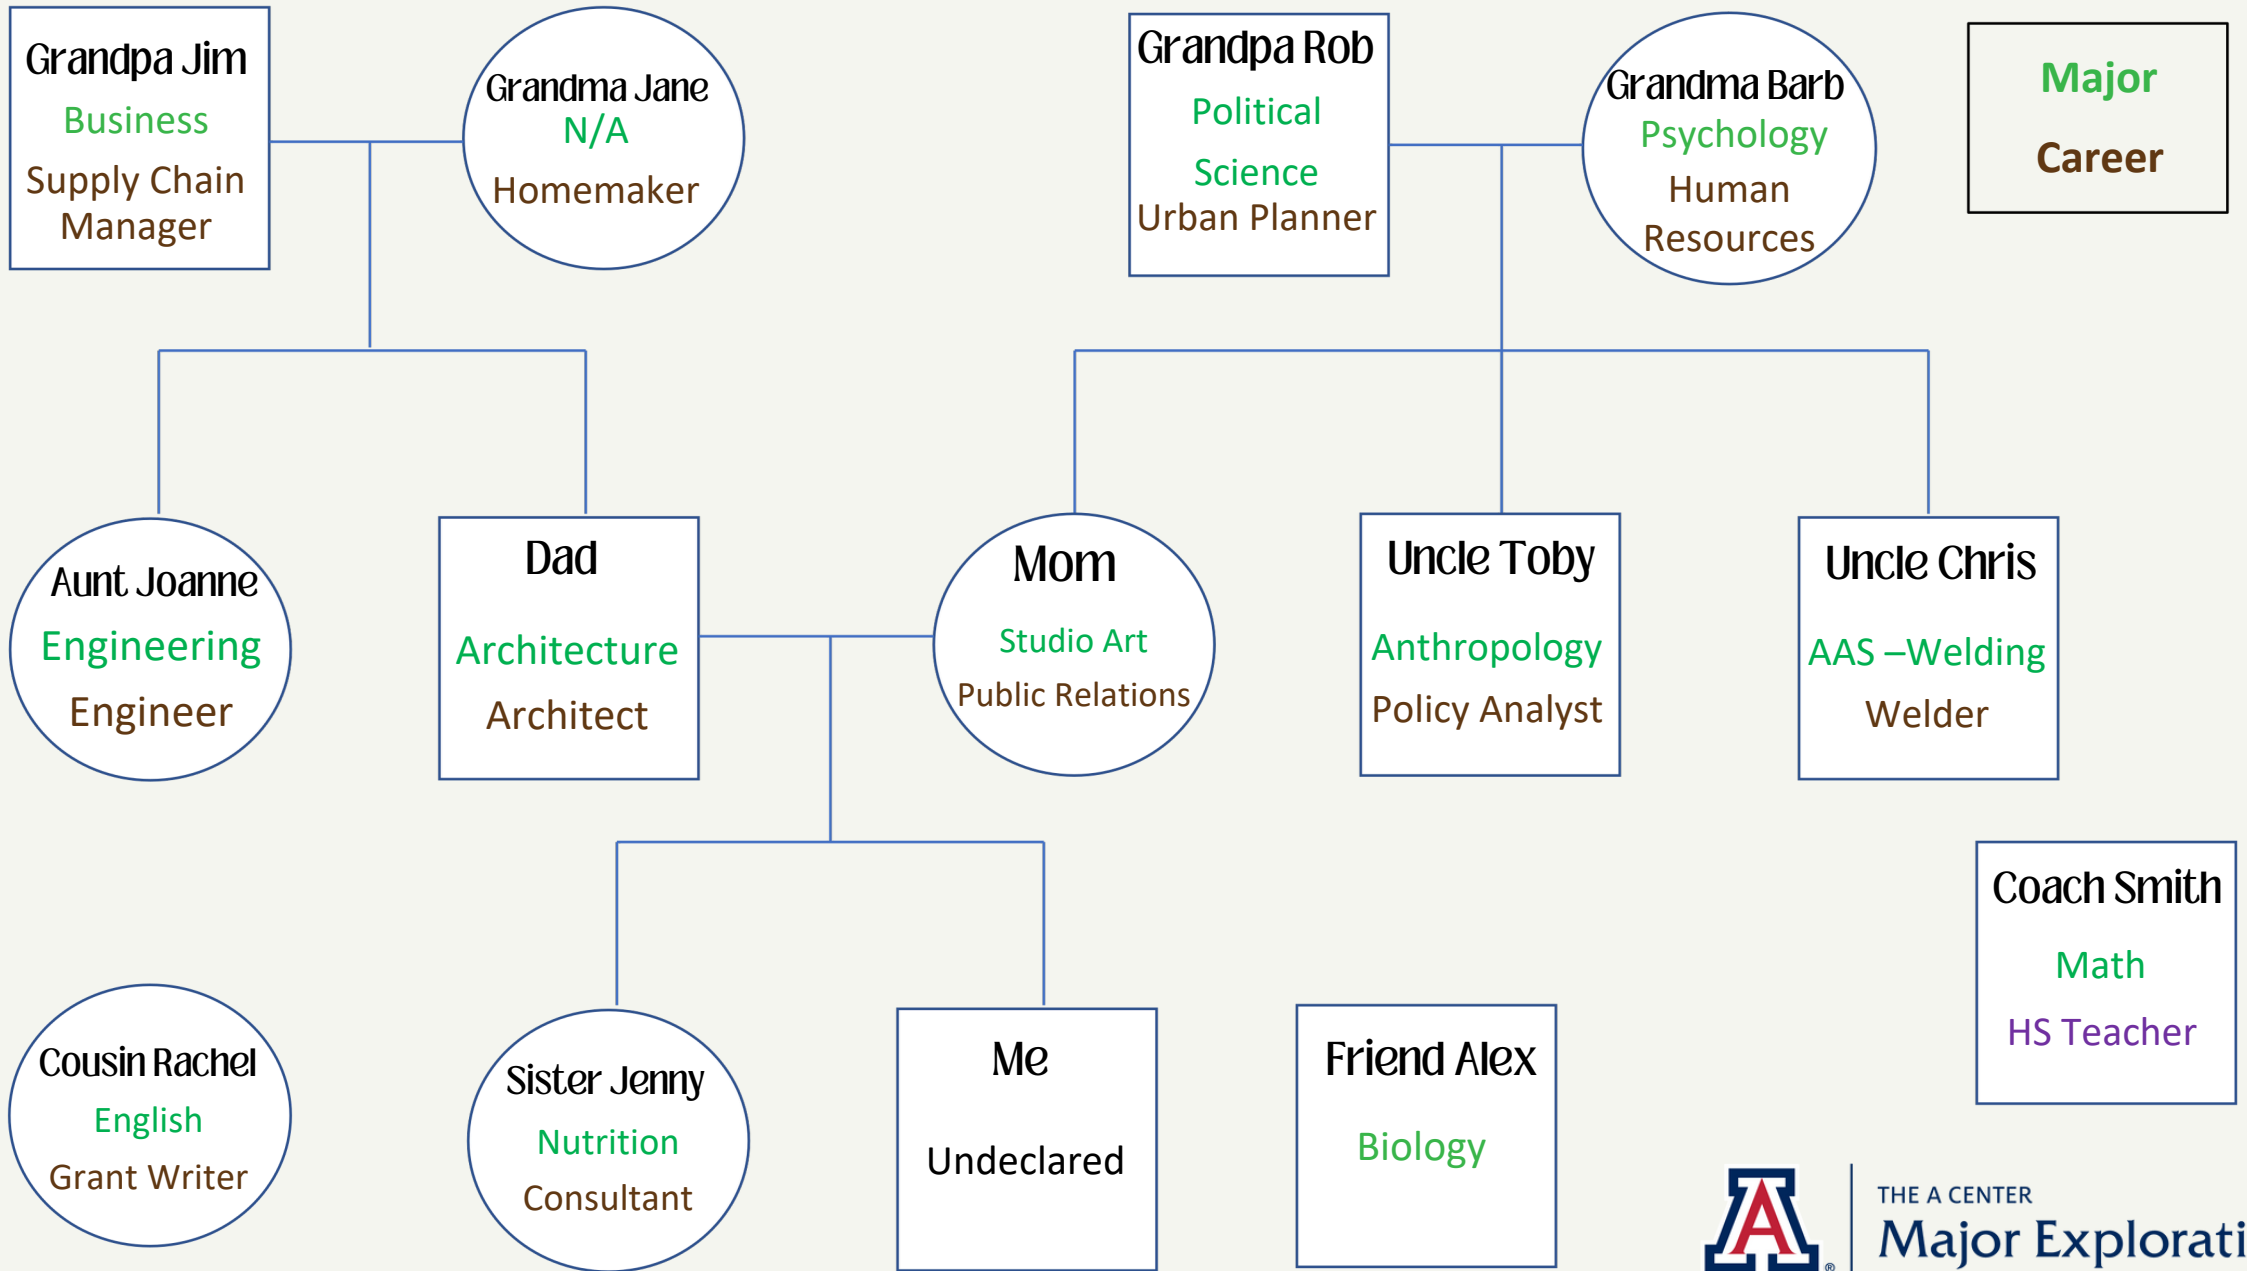 Grandpa Jim
Business
Supply Chain
Manager
Grandma Jane
N/A
Homemaker
Grandpa Rob
Political
Science
Urban Planner
Grandma Barb
Psychology
Human
Resources
Major
Career
Aunt Joanne
Engineering
Engineer
Dad
Architecture
Architect
Mom
Studio Art
Public Relations
Uncle Toby
Anthropology
Policy Analyst
Uncle Chris
AAS –Welding
Welder
Coach Smith
Math
HS Teacher
Cousin Rachel
English
Grant Writer
Sister Jenny
Nutrition
Consultant
Me
Undeclared
Friend Alex
Biology
A
®
THE A CENTER
Major Explorati